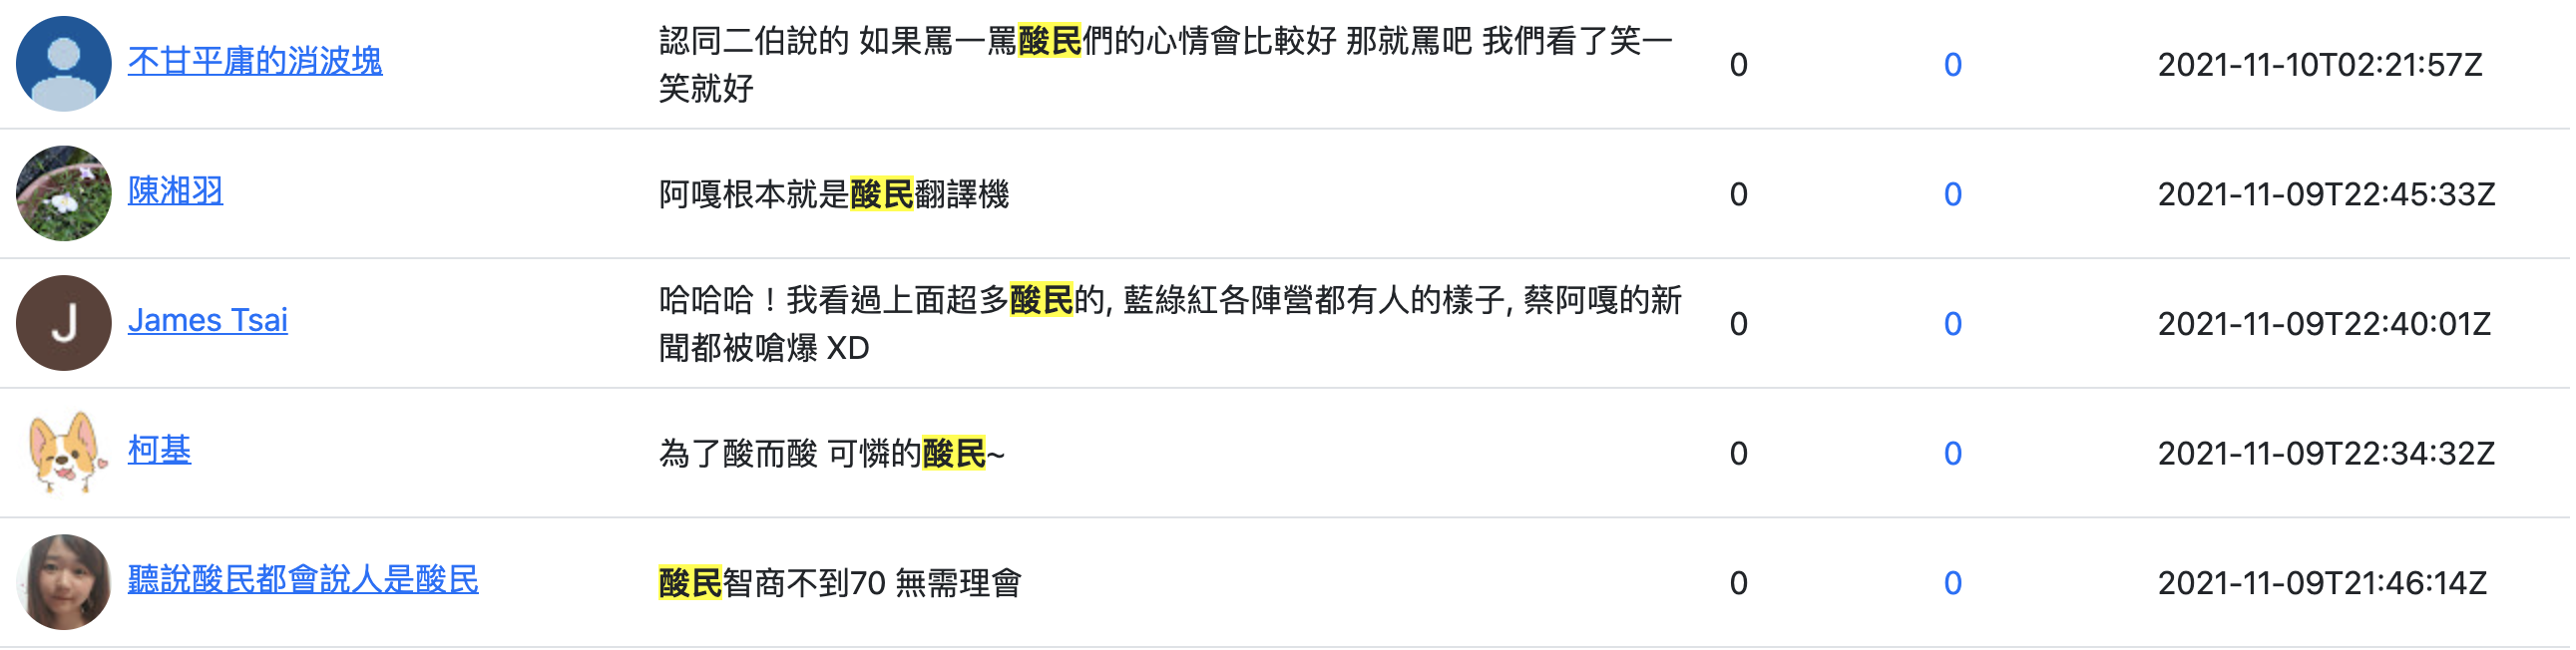 不甘平庸的消波塊
認同二伯說的 如果罵一罵酸民們的心情會比較好 那就罵吧 我們看了笑一
笑就好
0
0
2021-11-10T02:21:57Z
陳湘羽
阿嘎根本就是酸民翻譯機
0
0
2021-11-09T22:45:33Z
J
James Tsai
哈哈哈！我看過上面超多酸民的, 藍綠紅各陣營都有人的樣子, 蔡阿嘎的新
聞都被嗆爆 XD
0
0
2021-11-09T22:40:01Z
柯基
為了酸而酸 可憐的酸民~
0
0
2021-11-09T22:34:32Z
聽說酸民都會說人是酸民
酸民智商不到70 無需理會
0
0
2021-11-09T21:46:14Z